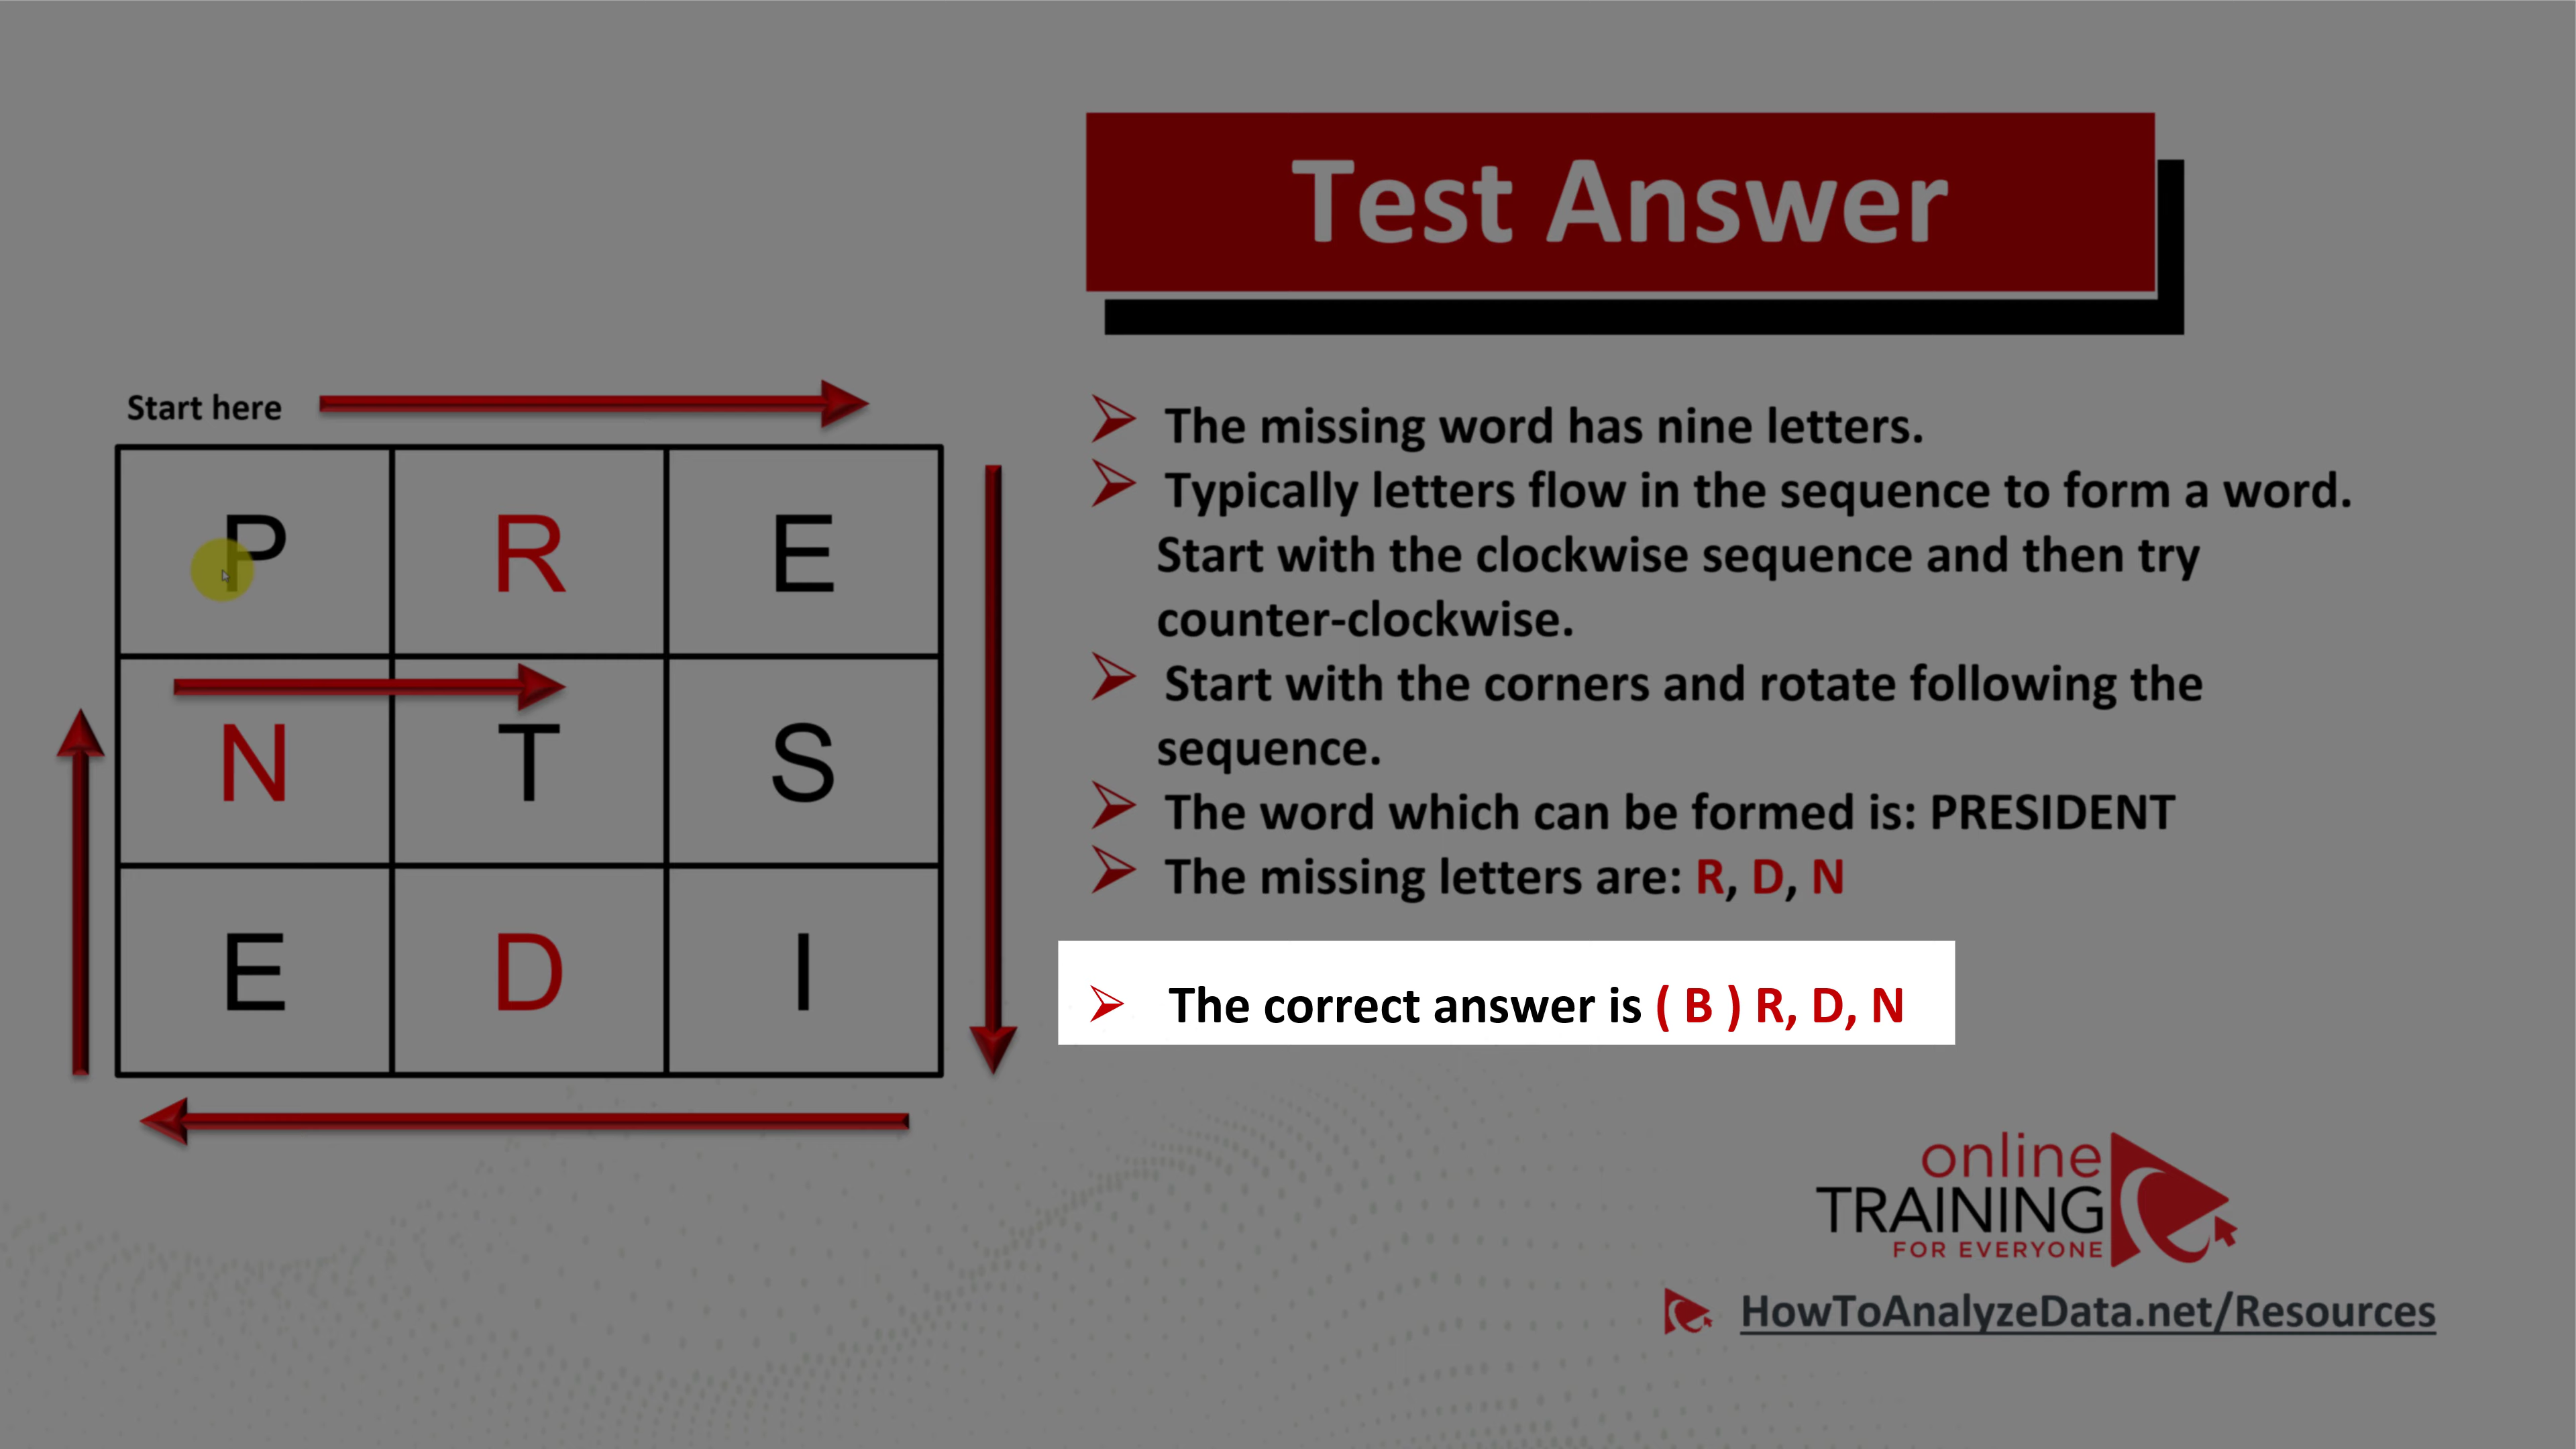 Test Answer
Start here
P R E
N T S
E D I
The missing word has nine letters.
Typically letters flow in the sequence to form a word.
Start with the clockwise sequence and then try
counter-clockwise.
Start with the corners and rotate following the
sequence.
The word which can be formed is: PRESIDENT
The missing letters are: R, D, N
The correct answer is ( B ) R, D, N
online
TRAINING
FOR EVERYONE
HowToAnalyzeData.net/Resources